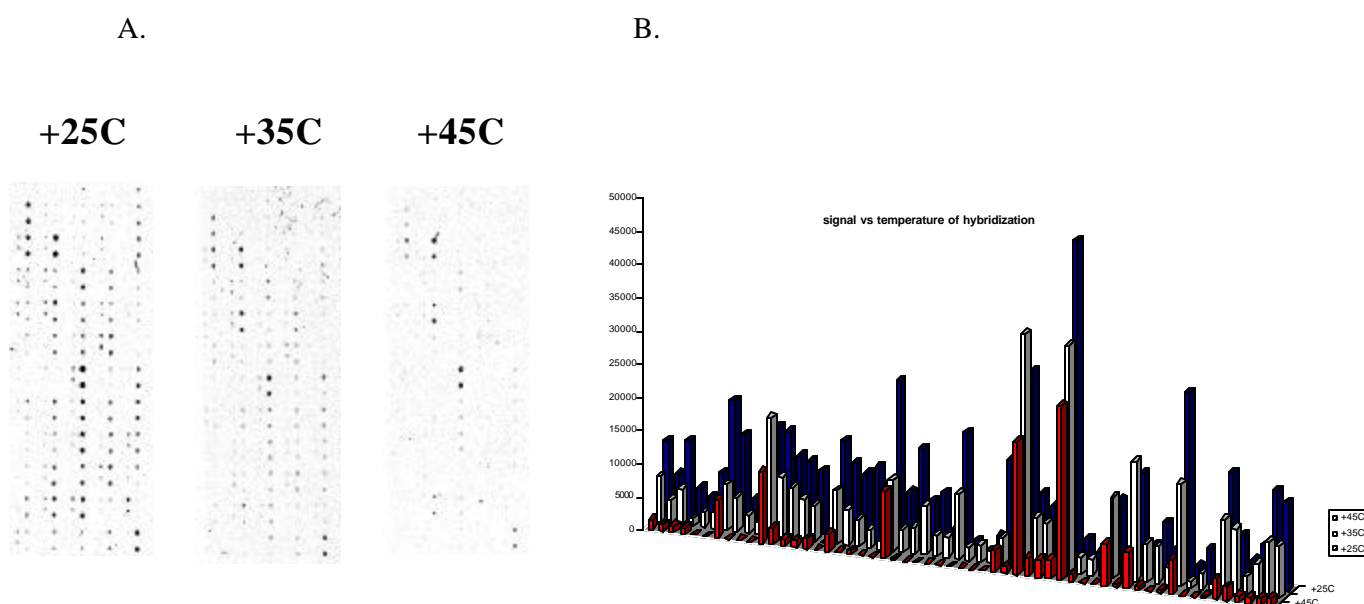 A.
B.
+25C
+35C
+45C
signal vs temperature of hybridization
50000
45000
40000
35000
30000
25000
20000
15000
10000
5000
0
+45C
+35C
+25C
+25C
+45C